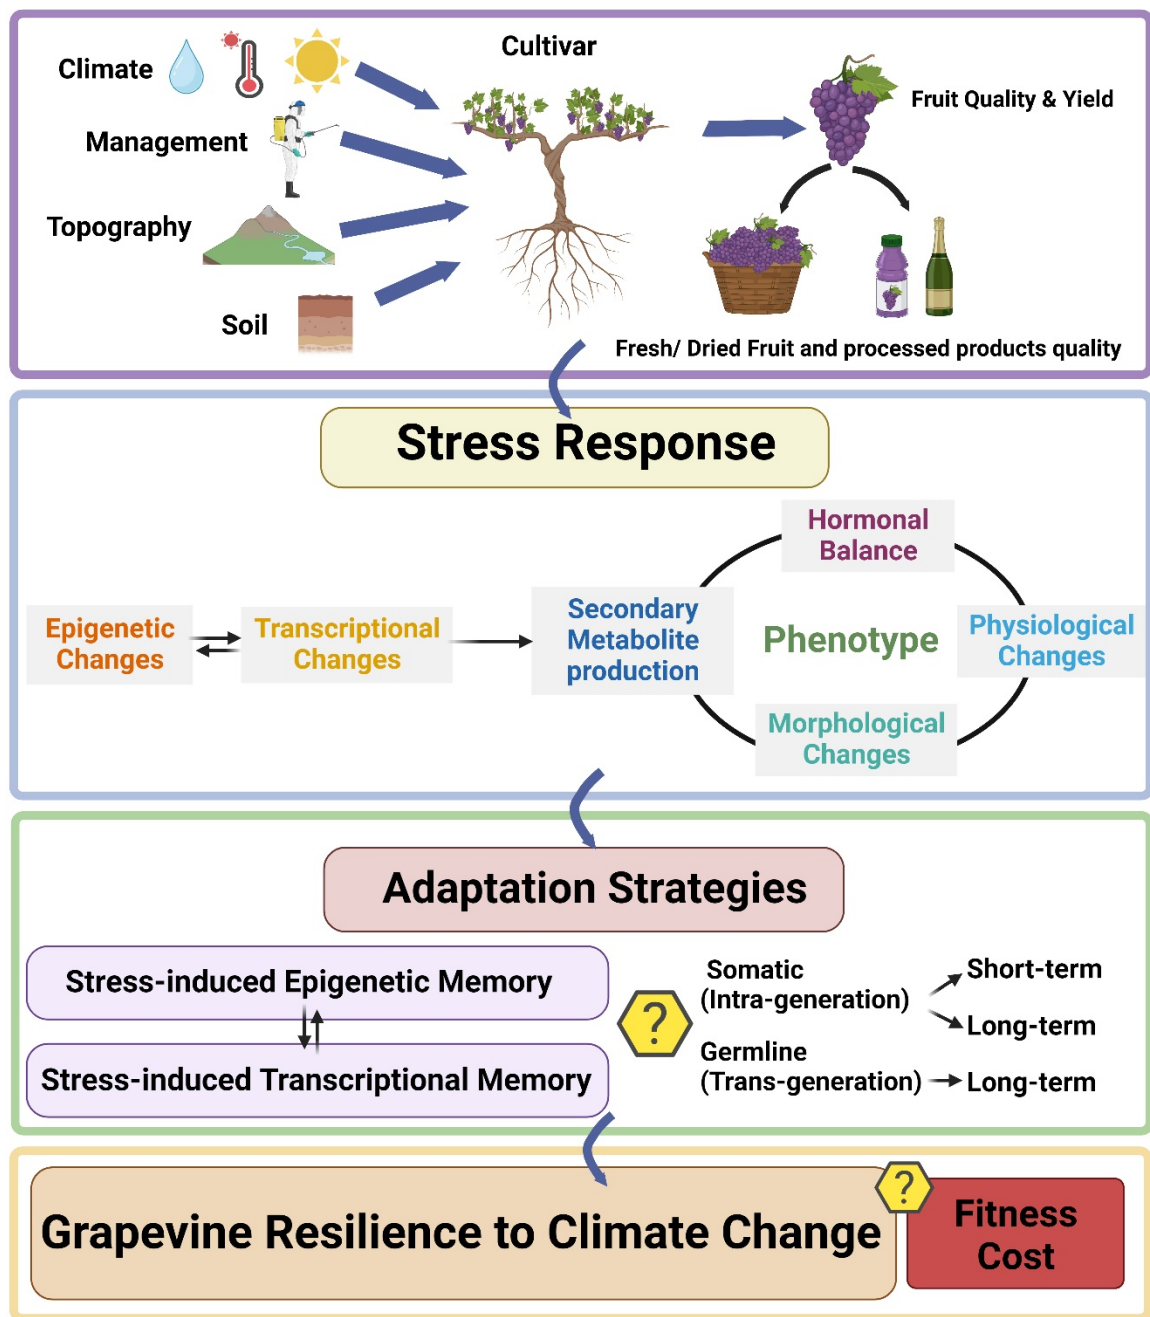 Climate
Cultivar
Fruit Quality & Yield
Management
Topography
Soil
Fresh/ Dried Fruit and processed products quality
Stress Response
Hormonal
Balance
Epigenetic
Changes
Transcriptional
Changes
Secondary
Metabolite
production
Phenotype
Physiological
Changes
Morphological
Changes
Adaptation Strategies
Stress-induced Epigenetic Memory
Stress-induced Transcriptional Memory
?
Somatic
(Intra-generation)
Short-term
Long-term
Germline
(Trans-generation)
Long-term
Grapevine Resilience to Climate Change
?
Fitness
Cost